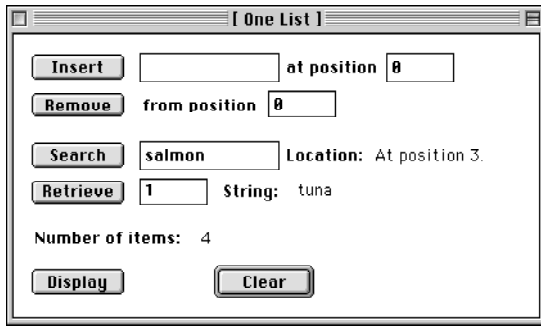 [ One List ]
Insert at position 0
Remove from position 0
Search salmon Location: At position 3.
Retrieve 1 String: tuna
Number of items: 4
Display Clear